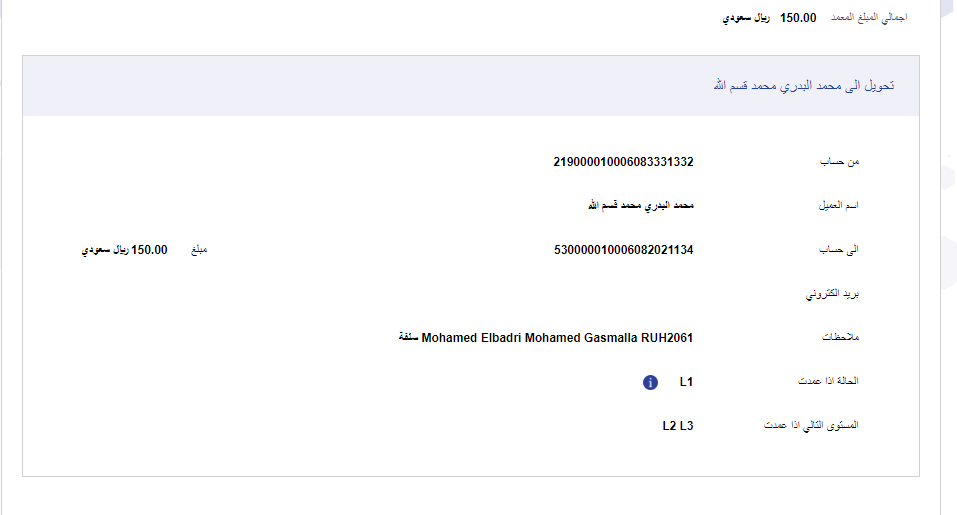 اجمالي المبلغ المعمد 150.00 ريال سعودي
تحويل الى محمد البدري محمد قسم الله
من حساب 219000010006083331332
اسم العميل محمد البدري محمد قسم الله
الى حساب 530000010006082021134 مبلغ 150.00 ريال سعودي
بريد الكتروني
ملاحظات Mohamed Elbadri Mohamed Gasmalla RUH2061 سلفة
الحالة اذا عمدت L1
المستوى التالي اذا عمدت L2 L3